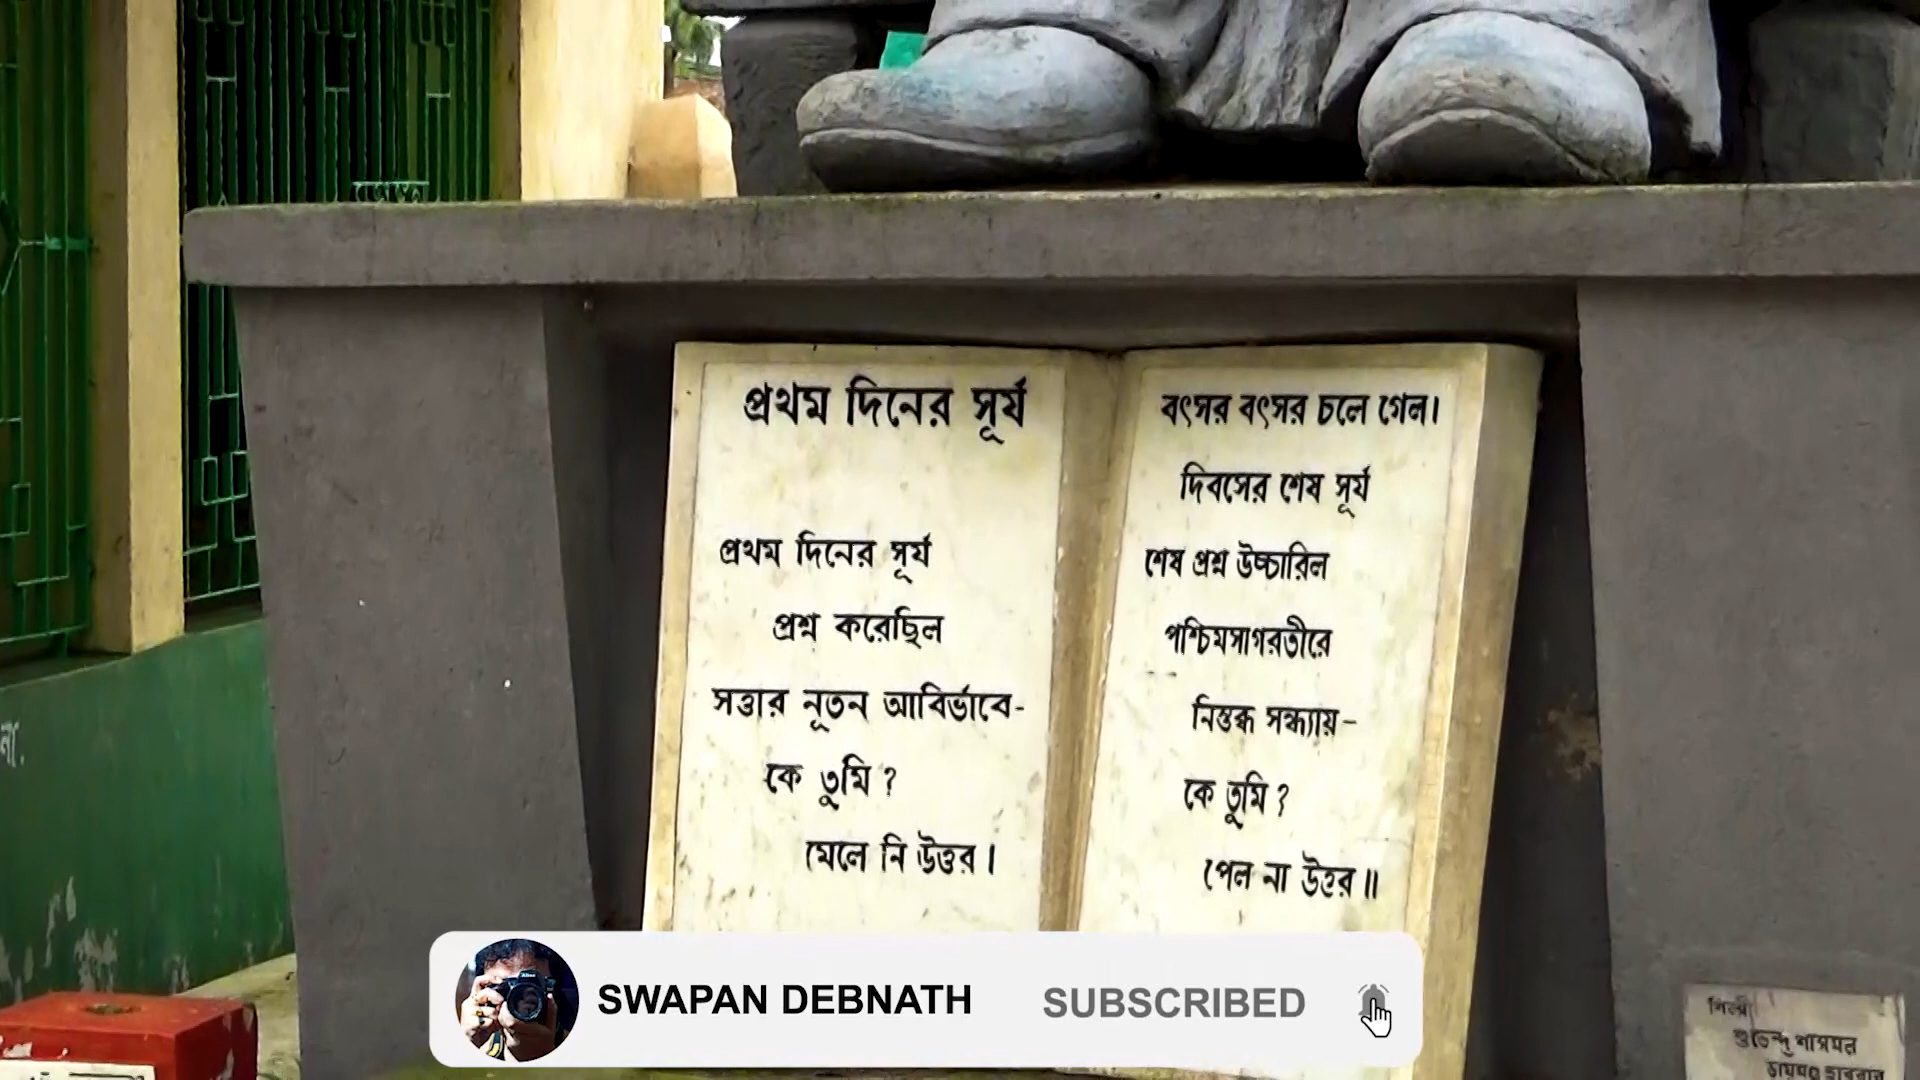 প্রথম দিনের সূর্য
প্রথম দিনের সূর্য
প্রশ্ন করেছিল
সত্তার নূতন আবির্ভাবে-
কে তুমি ?
মেলে নি উত্তর ।
বৎসর বৎসর চলে গেল।
দিবসের শেষ সূর্য
শেষ প্রশ্ন উচ্চারিল
পশ্চিমসাগরতীরে
নিস্তব্ধ সন্ধ্যায়-
কে তুমি ?
পেল না উত্তর ॥
SWAPAN DEBNATH SUBSCRIBED
শিল্পী